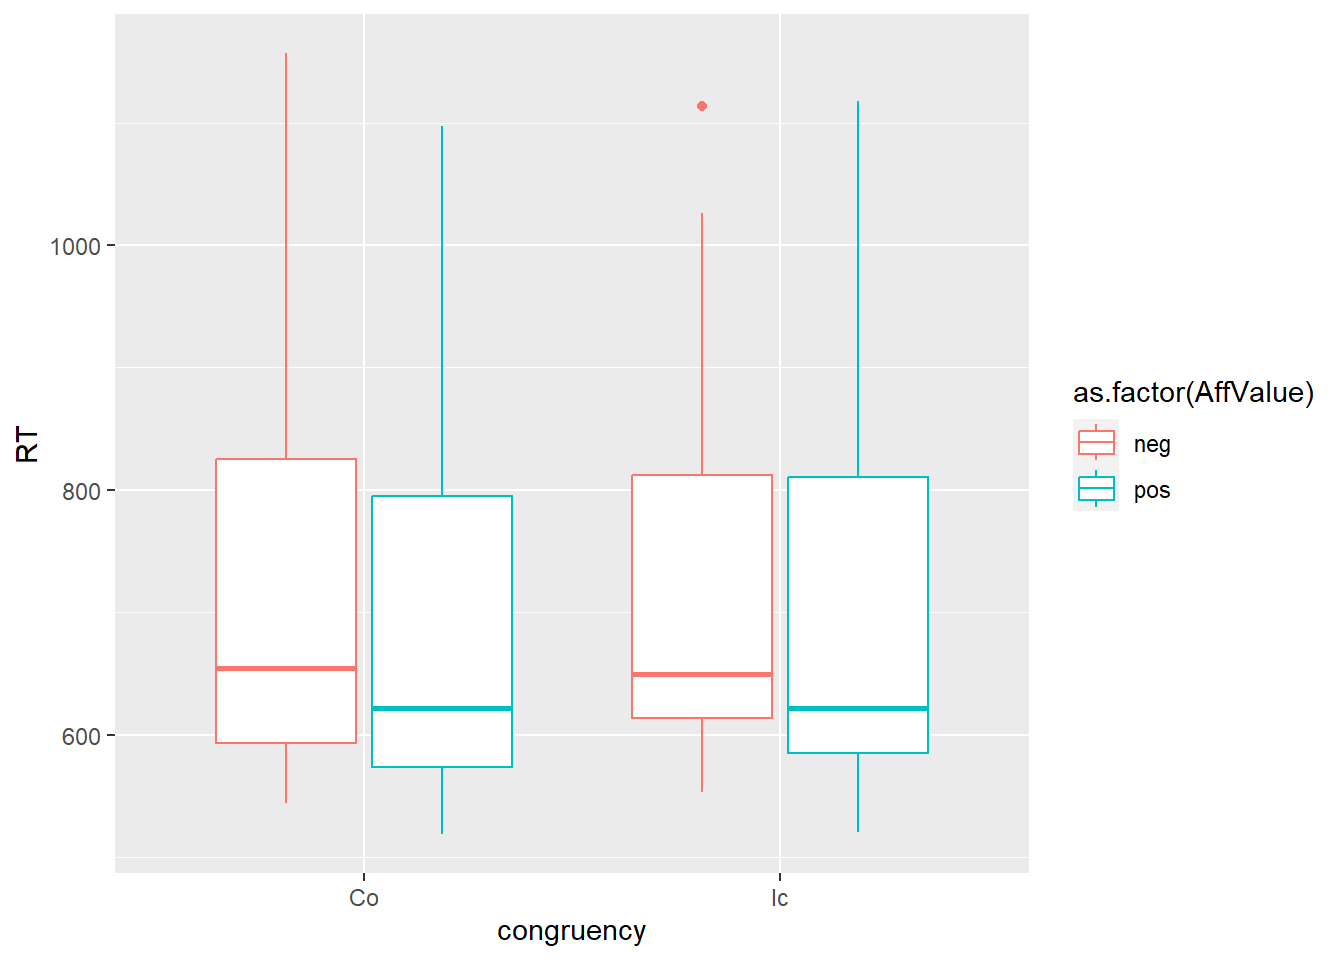 RT
1000
800
600
Co
Ic
congruency
as.factor(AffValue)
neg
pos